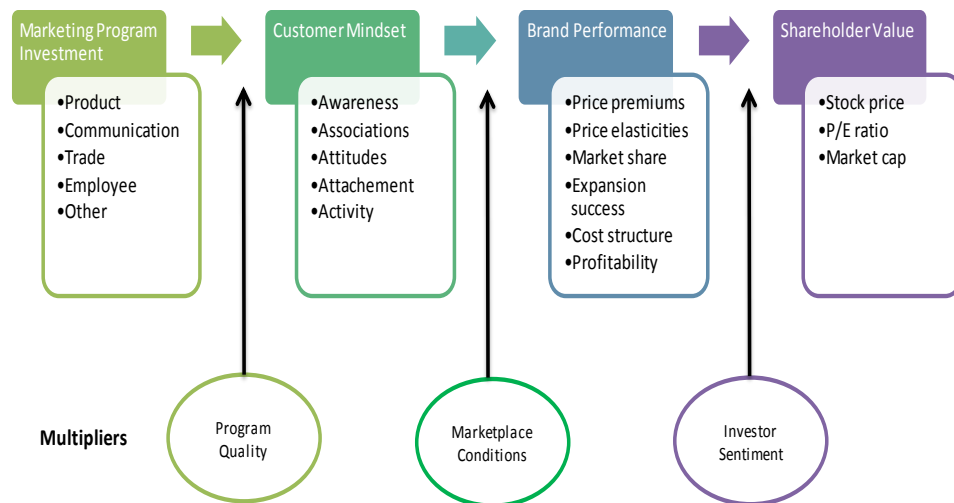 Marketing Program
Investment
•Product
•Communication
•Trade
•Employee
•Other
Customer Mindset
•Awareness
•Associations
•Attitudes
•Attachement
•Activity
Brand Performance
•Price premiums
•Price elasticities
•Market share
•Expansion
success
•Cost structure
•Profitability
Shareholder Value
•Stock price
•P/E ratio
•Market cap
Multipliers
Program
Quality
Marketplace
Conditions
Investor
Sentiment